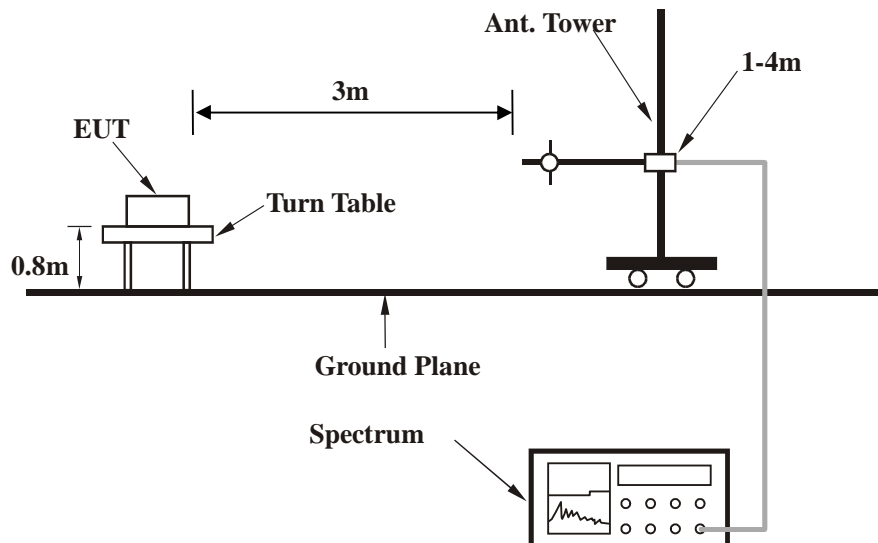 Ant. Tower
1-4m
3m
EUT
Turn Table
0.8m
Ground Plane
Spectrum